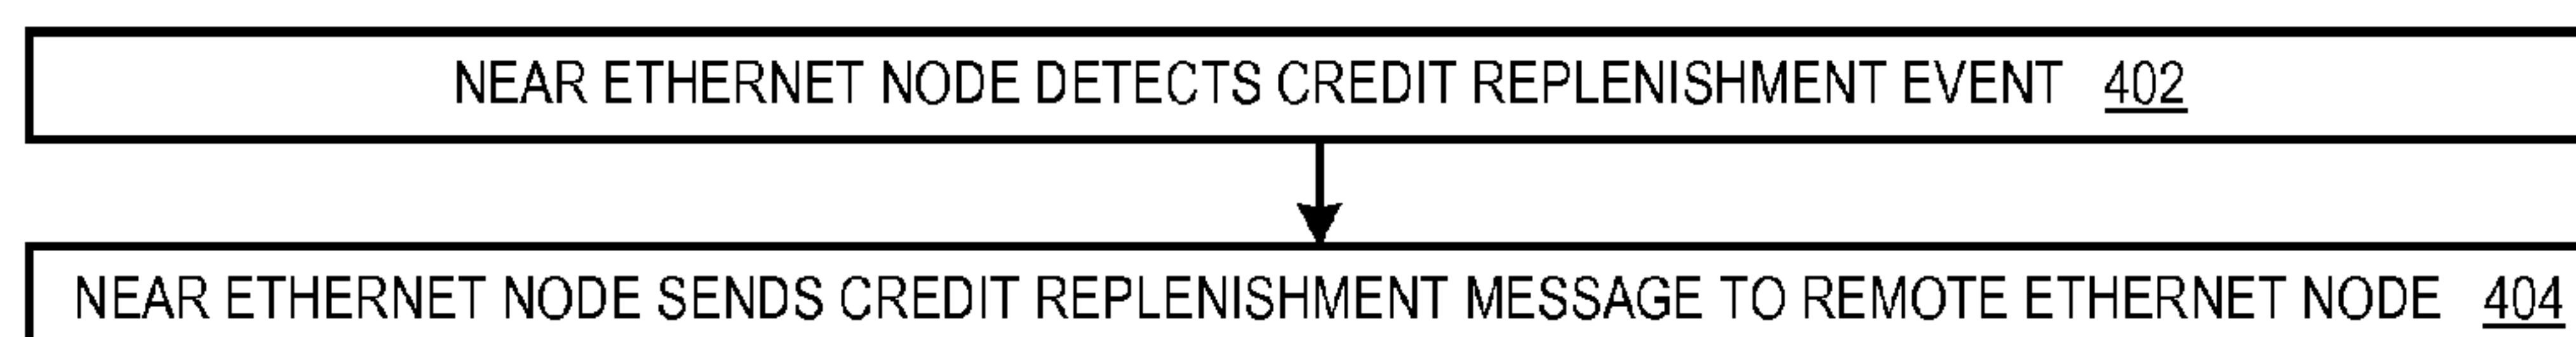 NEAR ETHERNET NODE DETECTS CREDIT REPLENISHMENT EVENT 402
NEAR ETHERNET NODE SENDS CREDIT REPLENISHMENT MESSAGE TO REMOTE ETHERNET NODE 404